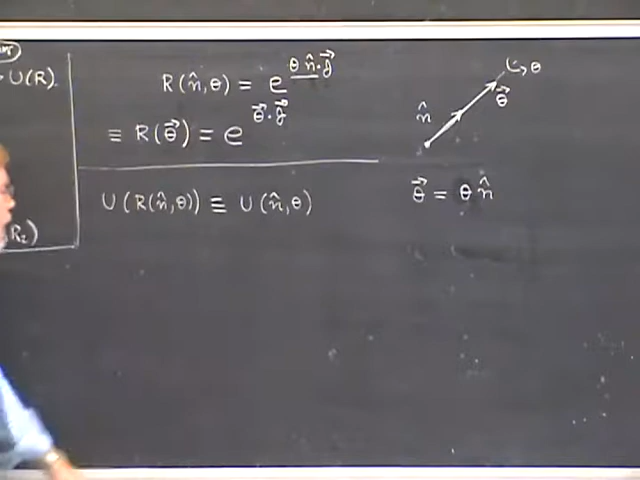 U(R)
R₂)
R(n̂,θ) = e^{θ n̂·J⃗}
≡ R(θ⃗) = e^{θ⃗·J⃗}
U(R(n̂,θ)) ≡ U(n̂,θ)
n̂
θ
θ⃗
θ⃗ = θ n̂